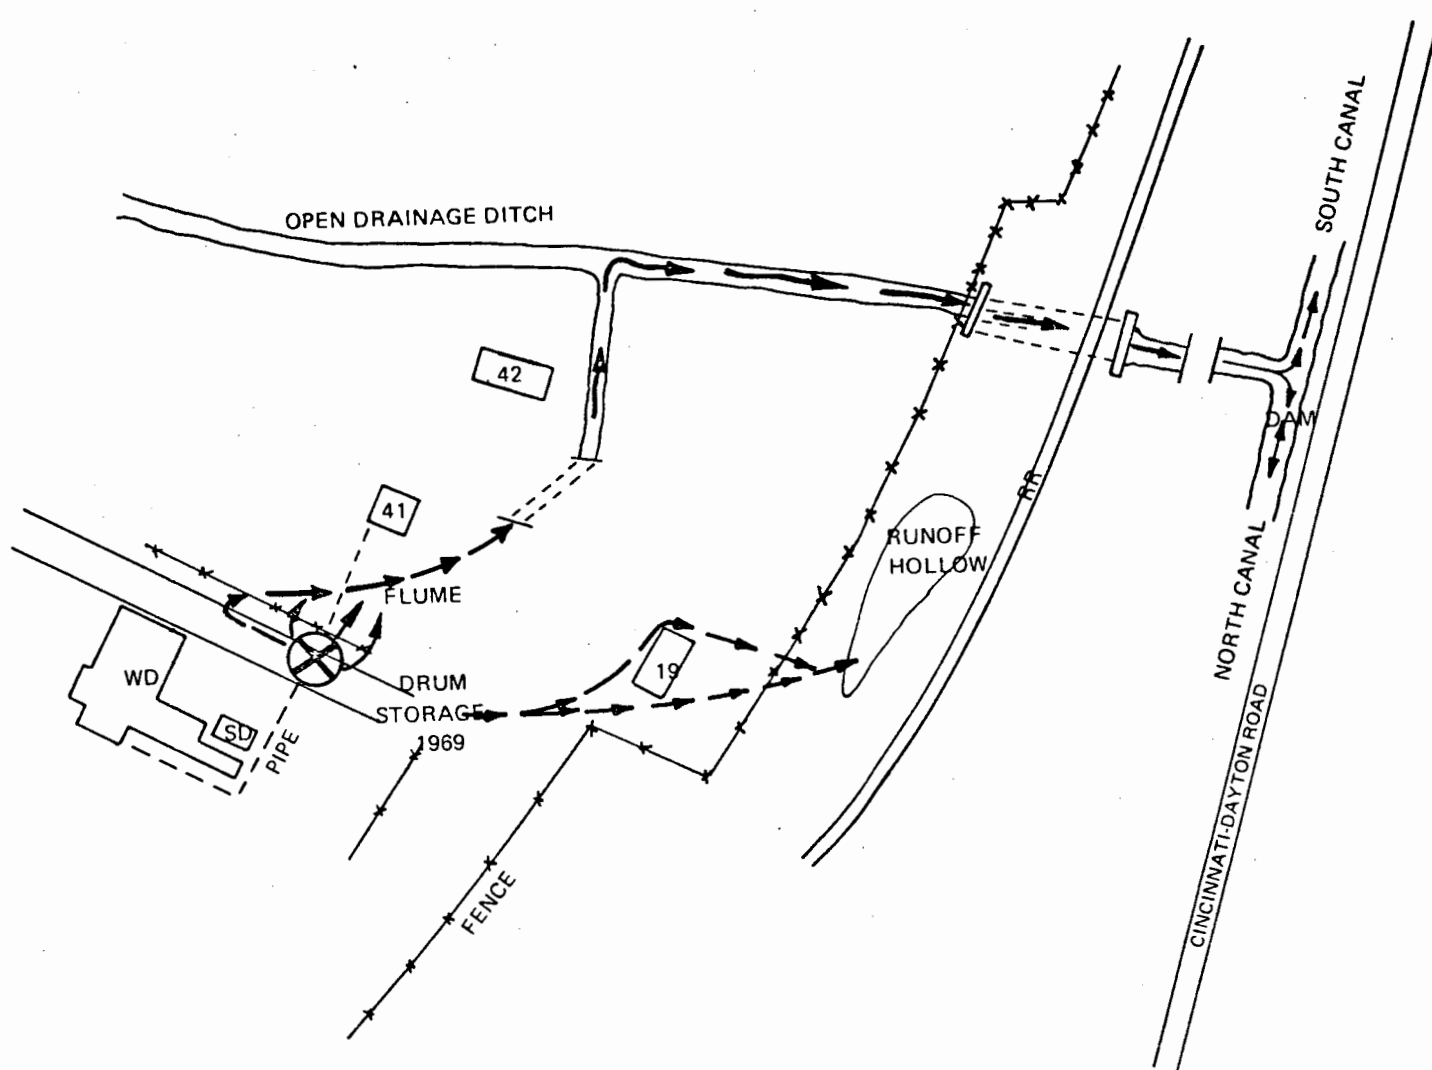 SOUTH CANAL
OPEN DRAINAGE DITCH
42
DAM
RR
41
RUNOFF
HOLLOW
FLUME
NORTH CANAL
WD
19
DRUM
STORAGE
1969
SD
PIPE
CINCINNATI-DAYTON ROAD
FENCE